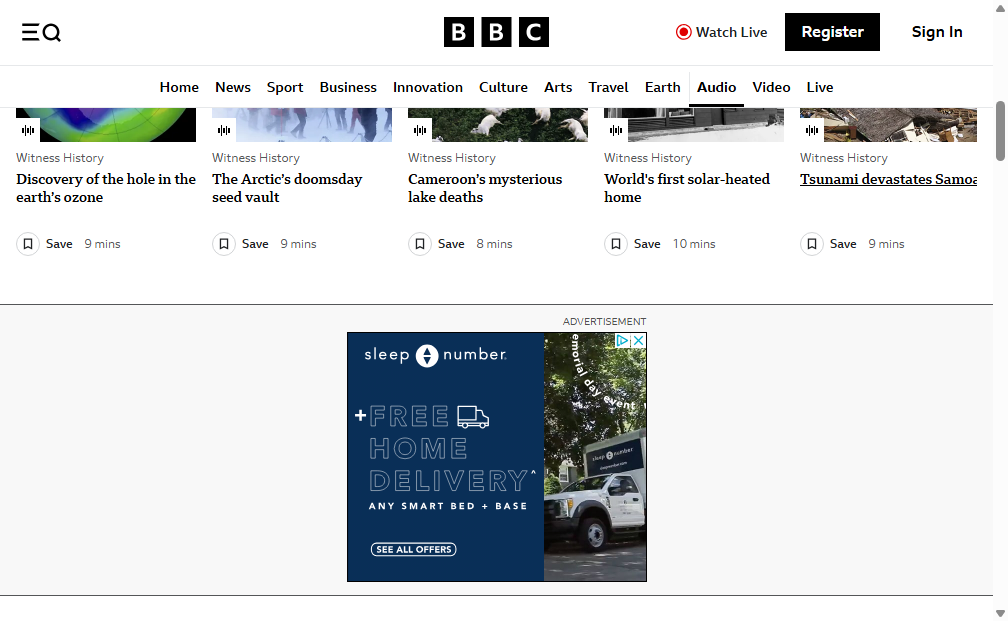 BBC
Watch Live
Register
Sign In
Home News Sport Business Innovation Culture Arts Travel Earth Audio Video Live
Witness History
Discovery of the hole in the
earth’s ozone
Save 9 mins
Witness History
The Arctic’s doomsday
seed vault
Save 9 mins
Witness History
Cameroon’s mysterious
lake deaths
Save 8 mins
Witness History
World's first solar-heated
home
Save 10 mins
Witness History
Tsunami devastates Samoa
Save 9 mins
ADVERTISEMENT
sleep number
+FREE
HOME
DELIVERY^
ANY SMART BED + BASE
SEE ALL OFFERS
emorial day event
sleep number
sleepnumber.com